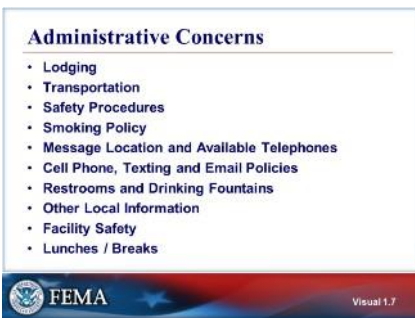 Administrative Concerns
• Lodging
• Transportation
• Safety Procedures
• Smoking Policy
• Message Location and Available Telephones
• Cell Phone, Texting and Email Policies
• Restrooms and Drinking Fountains
• Other Local Information
• Facility Safety
• Lunches / Breaks
FEMA
Visual 1.7